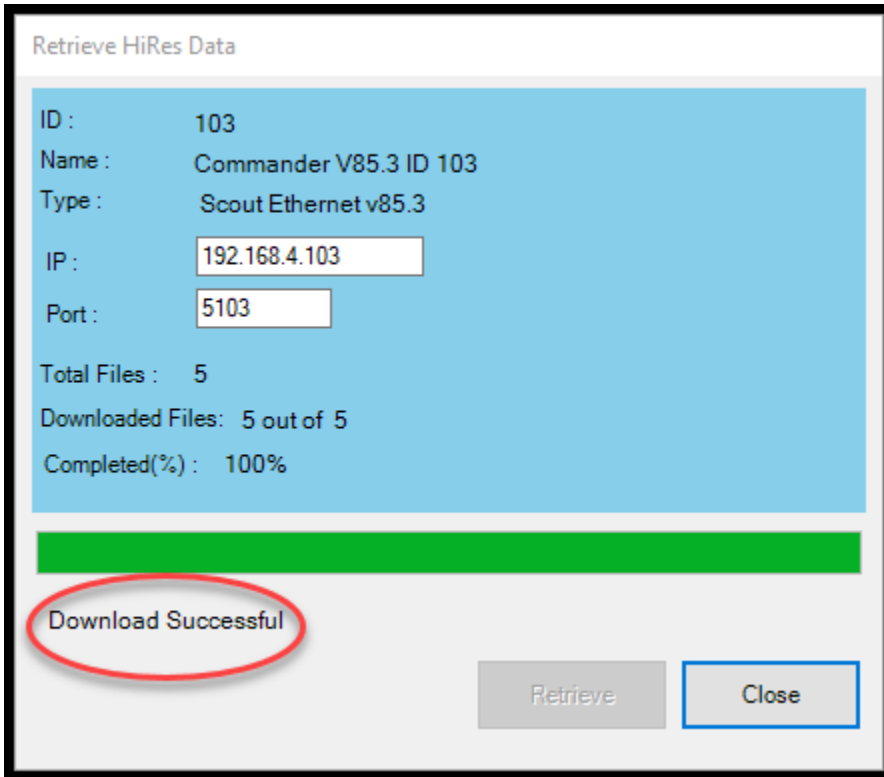 Retrieve HiRes Data
ID : 103
Name : Commander V85.3 ID 103
Type : Scout Ethernet v85.3
IP : 192.168.4.103
Port : 5103
Total Files : 5
Downloaded Files: 5 out of 5
Completed(%) : 100%
Download Successful
Retrieve Close